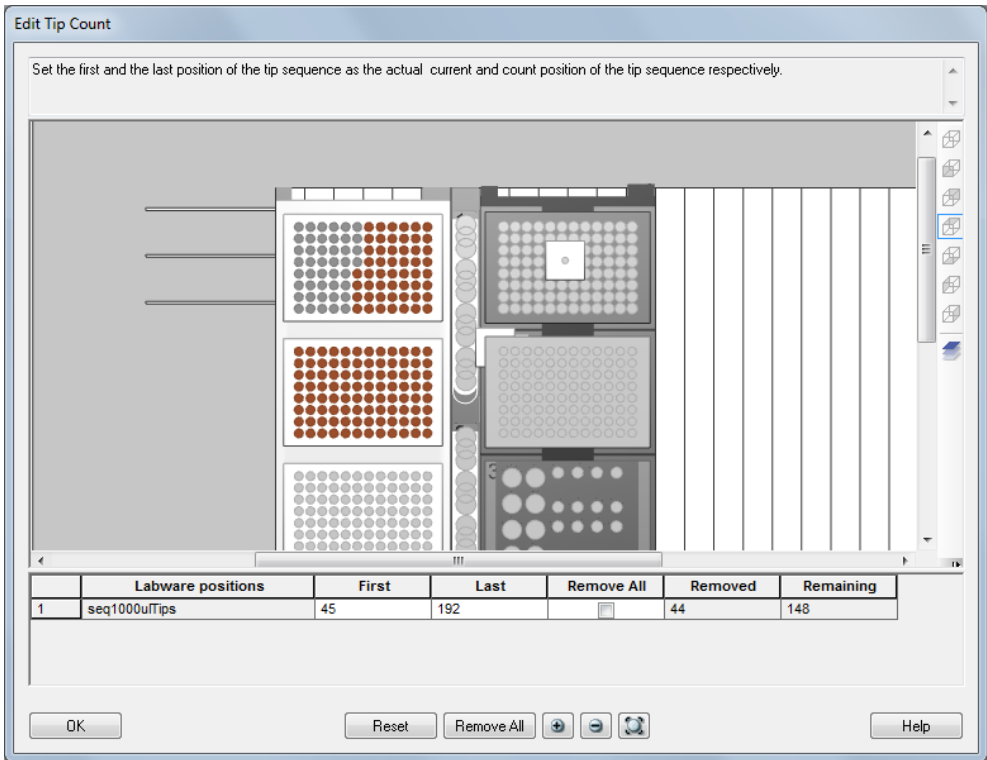 Edit Tip Count
Set the first and the last position of the tip sequence as the actual current and count position of the tip sequence respectively.
3
Labware positions First Last Remove All Removed Remaining
1 seq1000ulTips 45 192 44 148
OK Reset Remove All Help